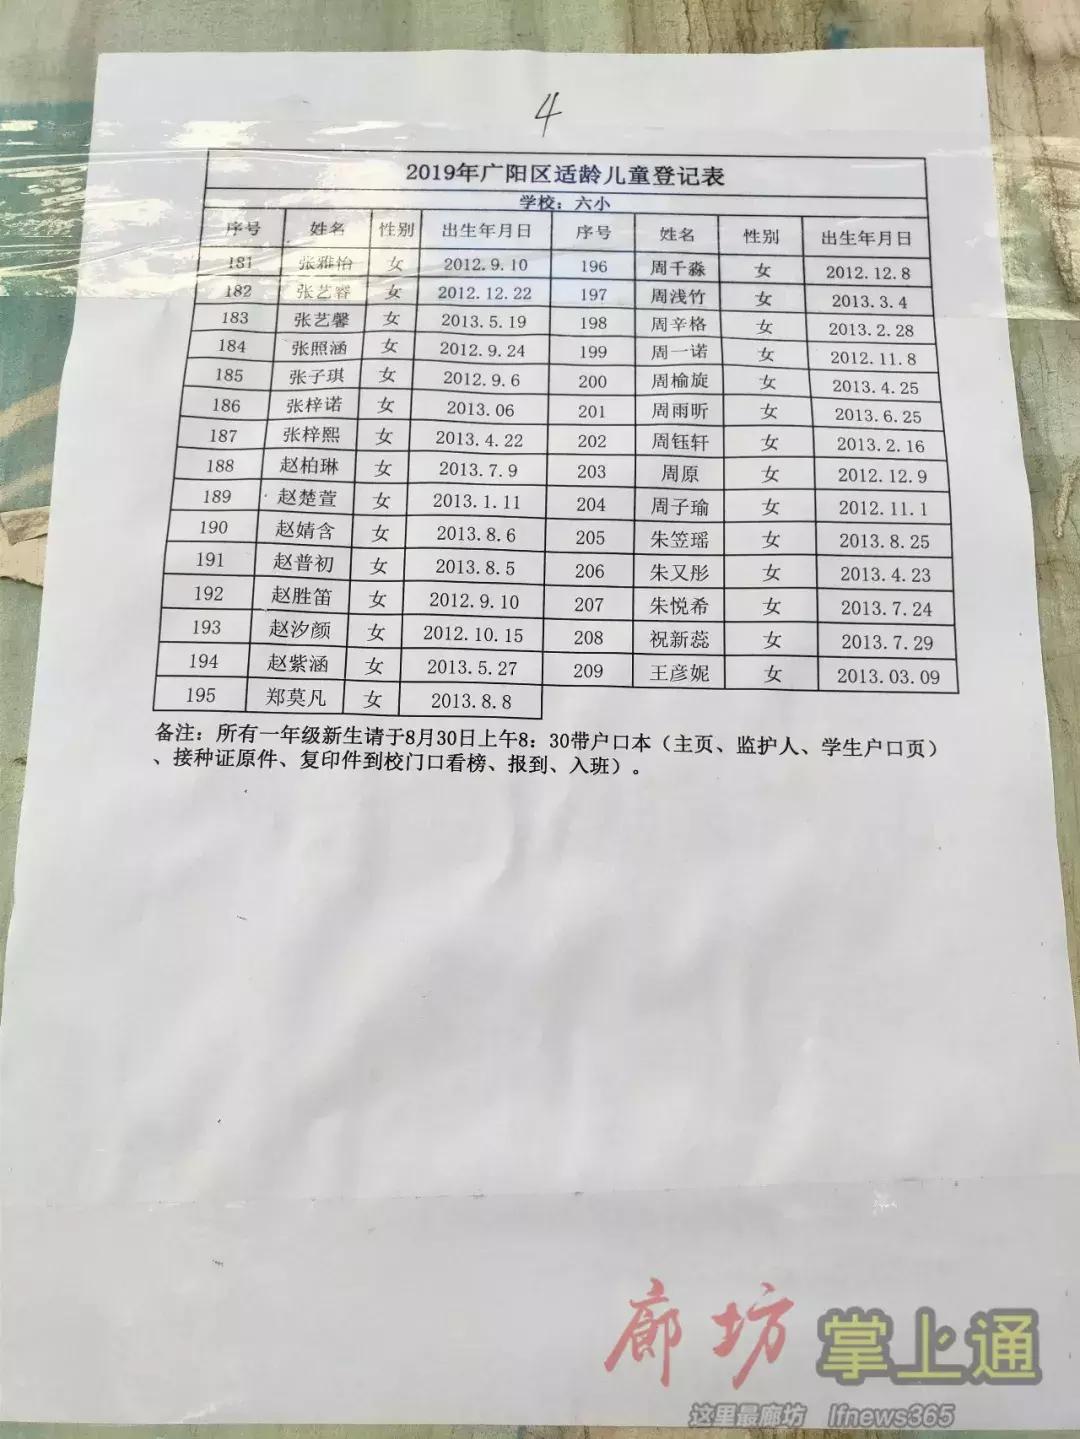 4
2019年广阳区适龄儿童登记表
学校：六小
序号 姓名 性别 出生年月日 序号 姓名 性别 出生年月日
181 张雅怡 女 2012.9.10 196 周千淼 女 2012.12.8
182 张艺睿 女 2012.12.22 197 周浅竹 女 2013.3.4
183 张艺馨 女 2013.5.19 198 周辛格 女 2013.2.28
184 张照涵 女 2012.9.24 199 周一诺 女 2012.11.8
185 张子琪 女 2012.9.6 200 周榆旋 女 2013.4.25
186 张梓诺 女 2013.06 201 周雨昕 女 2013.6.25
187 张梓熙 女 2013.4.22 202 周钰轩 女 2013.2.16
188 赵柏琳 女 2013.7.9 203 周原 女 2012.12.9
189 赵楚萱 女 2013.1.11 204 周子瑜 女 2012.11.1
190 赵婧含 女 2013.8.6 205 朱笠瑶 女 2013.8.25
191 赵普初 女 2013.8.5 206 朱又彤 女 2013.4.23
192 赵胜笛 女 2012.9.10 207 朱悦希 女 2013.7.24
193 赵汐颜 女 2012.10.15 208 祝新蕊 女 2013.7.29
194 赵紫涵 女 2013.5.27 209 王彦妮 女 2013.03.09
195 郑莫凡 女 2013.8.8
备注：所有一年级新生请于8月30日上午8：30带户口本（主页、监护人、学生户口页）
、接种证原件、复印件到校门口看榜、报到、入班）。
廊坊 掌上通
这里最廊坊 lfnews365